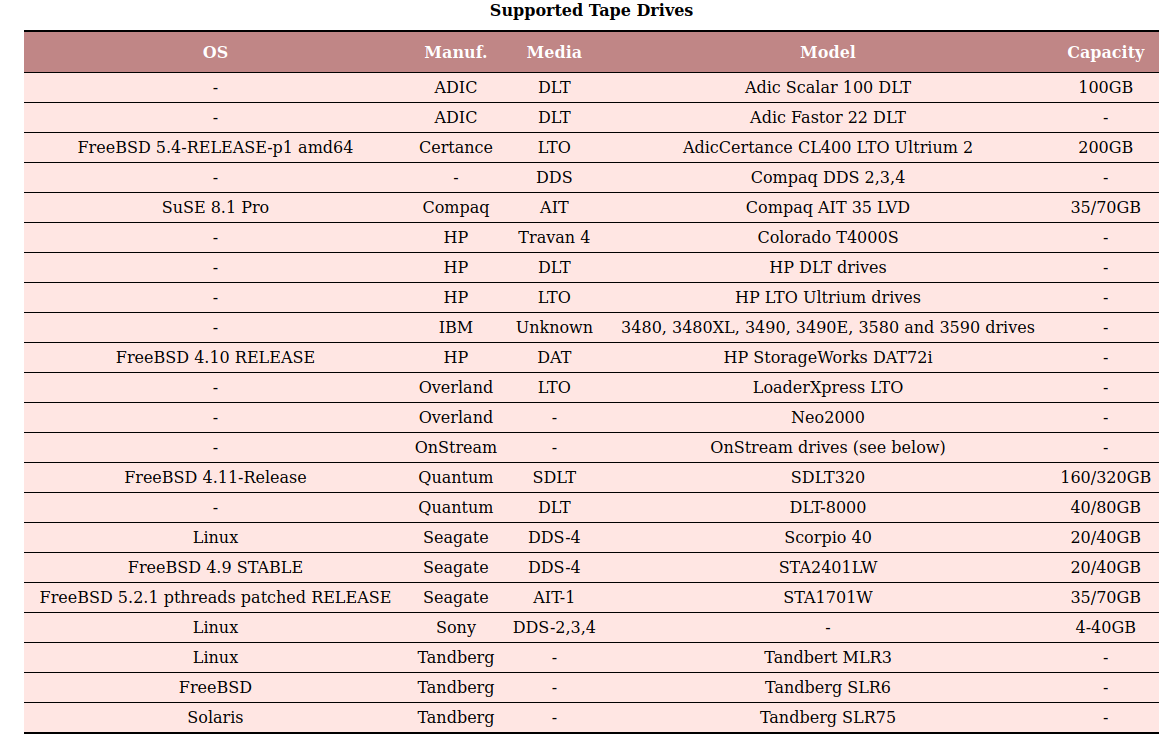 Supported Tape Drives
OS Manuf. Media Model Capacity
- ADIC DLT Adic Scalar 100 DLT 100GB
- ADIC DLT Adic Fastor 22 DLT -
FreeBSD 5.4-RELEASE-p1 amd64 Certance LTO AdicCertance CL400 LTO Ultrium 2 200GB
- - DDS Compaq DDS 2,3,4 -
SuSE 8.1 Pro Compaq AIT Compaq AIT 35 LVD 35/70GB
- HP Travan 4 Colorado T4000S -
- HP DLT HP DLT drives -
- HP LTO HP LTO Ultrium drives -
- IBM Unknown 3480, 3480XL, 3490, 3490E, 3580 and 3590 drives -
FreeBSD 4.10 RELEASE HP DAT HP StorageWorks DAT72i -
- Overland LTO LoaderXpress LTO -
- Overland - Neo2000 -
- OnStream - OnStream drives (see below) -
FreeBSD 4.11-Release Quantum SDLT SDLT320 160/320GB
- Quantum DLT DLT-8000 40/80GB
Linux Seagate DDS-4 Scorpio 40 20/40GB
FreeBSD 4.9 STABLE Seagate DDS-4 STA2401LW 20/40GB
FreeBSD 5.2.1 pthreads patched RELEASE Seagate AIT-1 STA1701W 35/70GB
Linux Sony DDS-2,3,4 - 4-40GB
Linux Tandberg - Tandbert MLR3 -
FreeBSD Tandberg - Tandberg SLR6 -
Solaris Tandberg - Tandberg SLR75 -